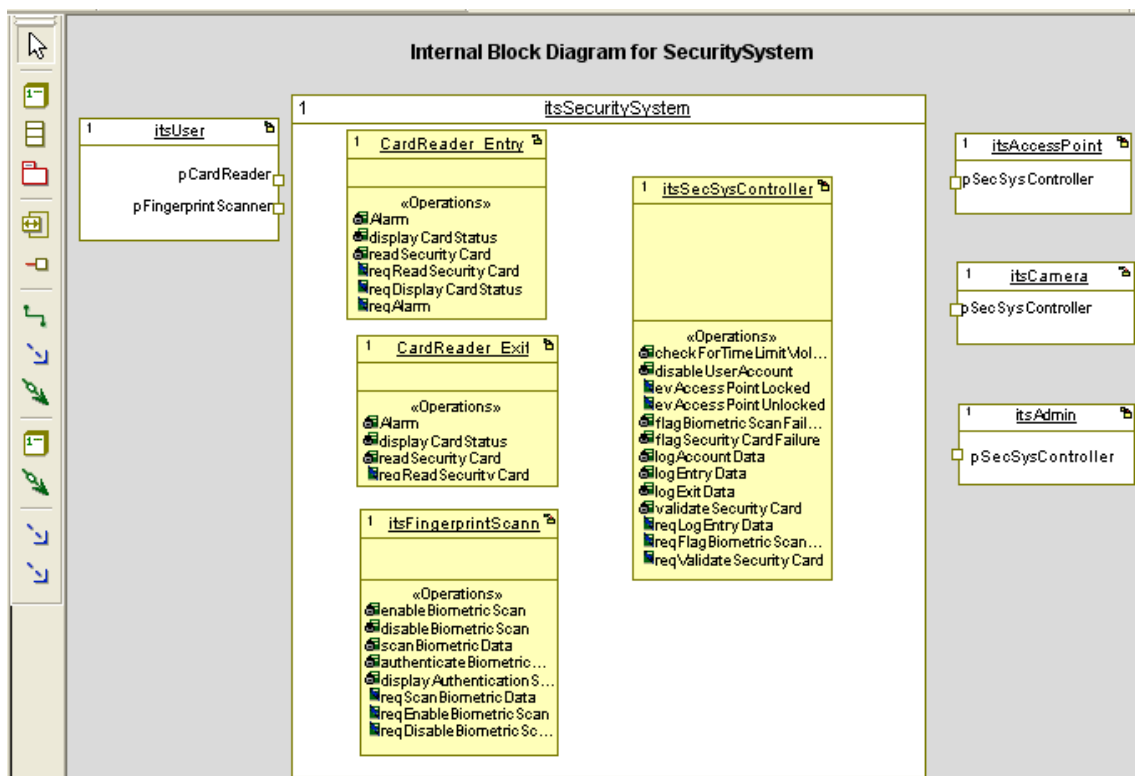 Internal Block Diagram for SecuritySystem
1 itsUser
pCardReader
pFingerprintScanner
1 itsSecuritySystem
1 CardReader_Entry
«Operations»
Alarm
displayCardStatus
readSecurityCard
reqReadSecurityCard
reqDisplayCardStatus
reqAlarm
1 CardReader_Exit
«Operations»
Alarm
displayCardStatus
readSecurityCard
reqReadSecurityCard
1 itsFingerprintScann
«Operations»
enableBiometricScan
disableBiometricScan
scanBiometricData
authenticateBiometric...
displayAuthenticationS...
reqScanBiometricData
reqEnableBiometricScan
reqDisableBiometricSc...
1 itsSecSysController
«Operations»
checkForTimeLimitViol...
disableUserAccount
evAccessPointLocked
evAccessPointUnlocked
flagBiometricScanFail...
flagSecurityCardFailure
logAccountData
logEntryData
logExitData
validateSecurityCard
reqLogEntryData
reqFlagBiometricScan...
reqValidateSecurityCard
1 itsAccessPoint
pSecSysController
1 itsCamera
pSecSysController
1 itsAdmin
pSecSysController